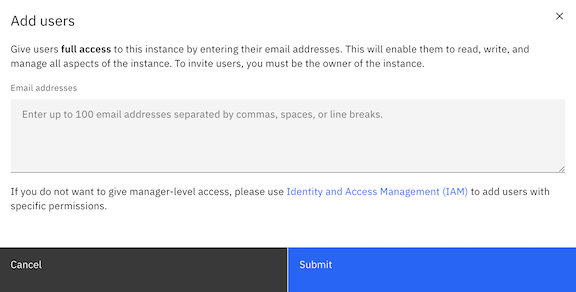 Add users
Give users full access to this instance by entering their email addresses. This will enable them to read, write, and
manage all aspects of the instance. To invite users, you must be the owner of the instance.
Email addresses
Enter up to 100 email addresses separated by commas, spaces, or line breaks.
If you do not want to give manager-level access, please use Identity and Access Management (IAM) to add users with
specific permissions.
Cancel
Submit